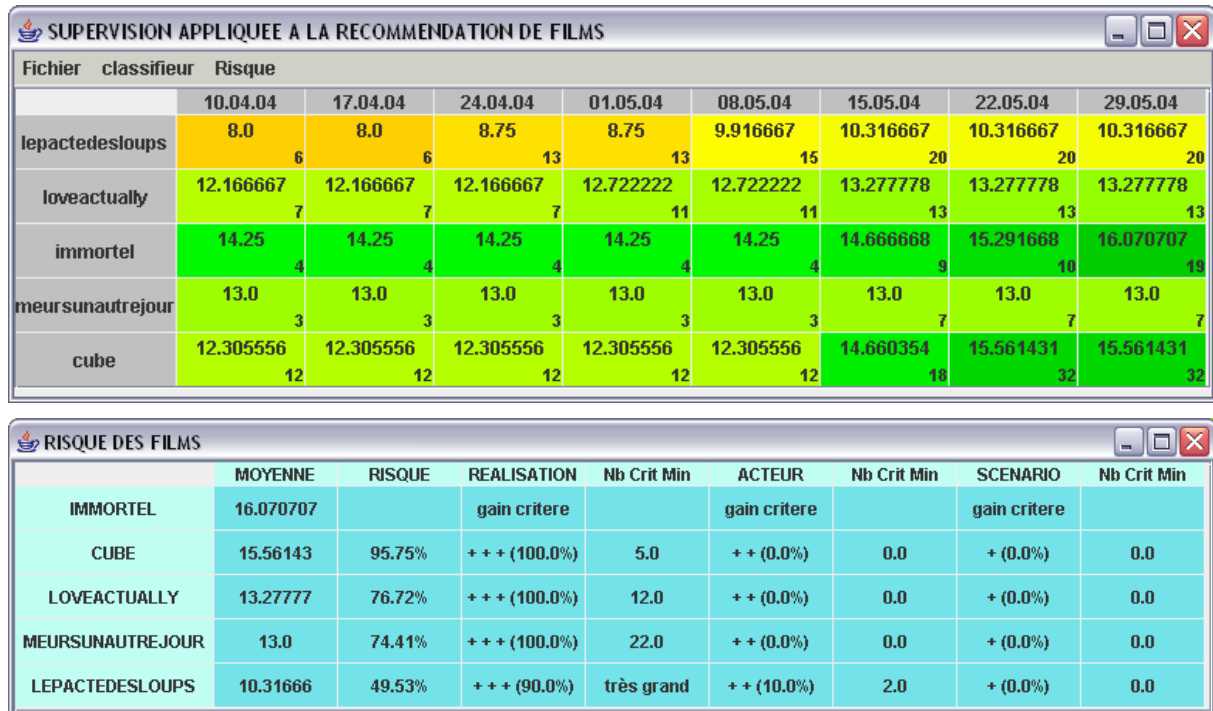 SUPERVISION APPLIQUEE A LA RECOMMENDATION DE FILMS
Fichier classifieur Risque
10.04.04 17.04.04 24.04.04 01.05.04 08.05.04 15.05.04 22.05.04 29.05.04
lepactedesloups 8.0 8.0 8.75 8.75 9.916667 10.316667 10.316667 10.316667
6 6 13 13 15 20 20 20
loveactually 12.166667 12.166667 12.166667 12.722222 12.722222 13.277778 13.277778 13.277778
7 7 7 11 11 13 13 13
immortel 14.25 14.25 14.25 14.25 14.25 14.666668 15.291668 16.070707
4 4 4 4 4 9 10 19
meursunautrejour 13.0 13.0 13.0 13.0 13.0 13.0 13.0 13.0
3 3 3 3 3 7 7 7
cube 12.305556 12.305556 12.305556 12.305556 12.305556 14.660354 15.561431 15.561431
12 12 12 12 12 18 32 32
RISQUE DES FILMS
MOYENNE RISQUE REALISATION Nb Crit Min ACTEUR Nb Crit Min SCENARIO Nb Crit Min
IMMORTEL 16.070707 gain critere gain critere gain critere
CUBE 15.56143 95.75% + + + (100.0%) 5.0 + + (0.0%) 0.0 + (0.0%) 0.0
LOVEACTUALLY 13.27777 76.72% + + + (100.0%) 12.0 + + (0.0%) 0.0 + (0.0%) 0.0
MEURSUNAUTREJOUR 13.0 74.41% + + + (100.0%) 22.0 + + (0.0%) 0.0 + (0.0%) 0.0
LEPACTEDESLOUPS 10.31666 49.53% + + + (90.0%) très grand + + (10.0%) 2.0 + (0.0%) 0.0